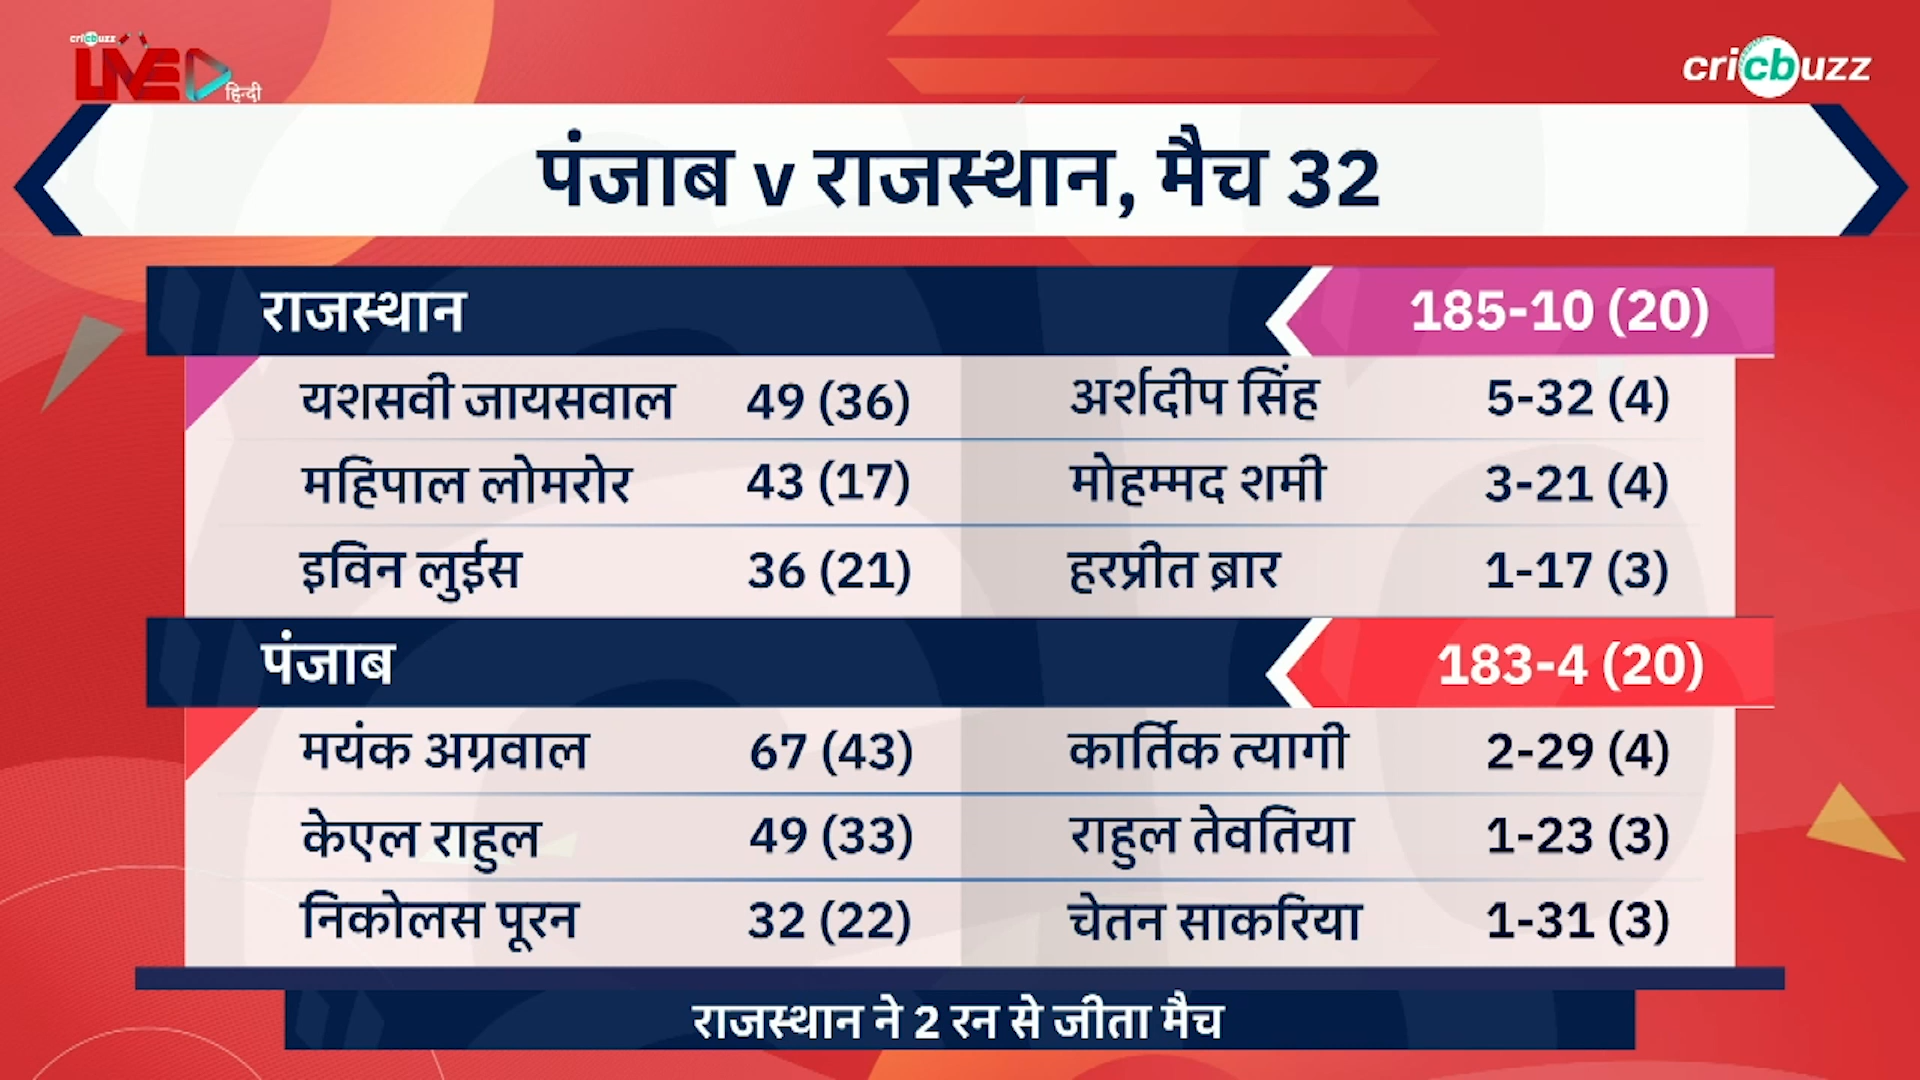 cricbuzz
LIVE हिन्दी
cricbuzz
पंजाब v राजस्थान, मैच 32
राजस्थान 185-10 (20)
यशसवी जायसवाल 49 (36) अर्शदीप सिंह 5-32 (4)
महिपाल लोमरोर 43 (17) मोहम्मद शमी 3-21 (4)
इविन लुईस 36 (21) हरप्रीत ब्रार 1-17 (3)
पंजाब 183-4 (20)
मयंक अग्रवाल 67 (43) कार्तिक त्यागी 2-29 (4)
केएल राहुल 49 (33) राहुल तेवतिया 1-23 (3)
निकोलस पूरन 32 (22) चेतन साकरिया 1-31 (3)
राजस्थान ने 2 रन से जीता मैच